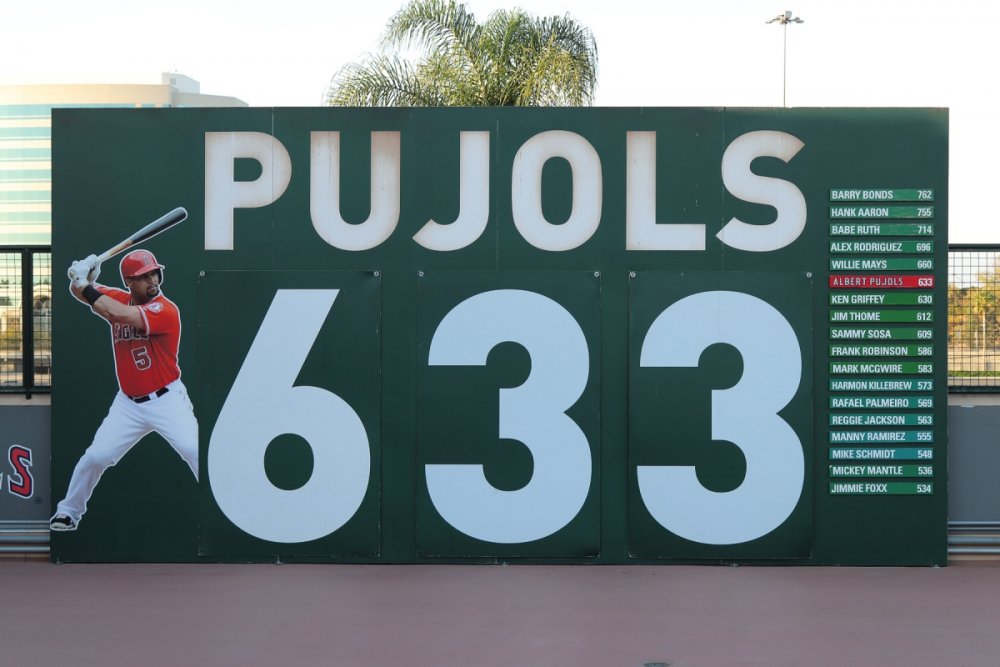 PUJOLS
633
BARRY BONDS 762
HANK AARON 755
BABE RUTH 714
ALEX RODRIGUEZ 696
WILLIE MAYS 660
ALBERT PUJOLS 633
KEN GRIFFEY 630
JIM THOME 612
SAMMY SOSA 609
FRANK ROBINSON 586
MARK MCGWIRE 583
HARMON KILLEBREW 573
RAFAEL PALMEIRO 569
REGGIE JACKSON 563
MANNY RAMIREZ 555
MIKE SCHMIDT 548
MICKEY MANTLE 536
JIMMIE FOXX 534
5